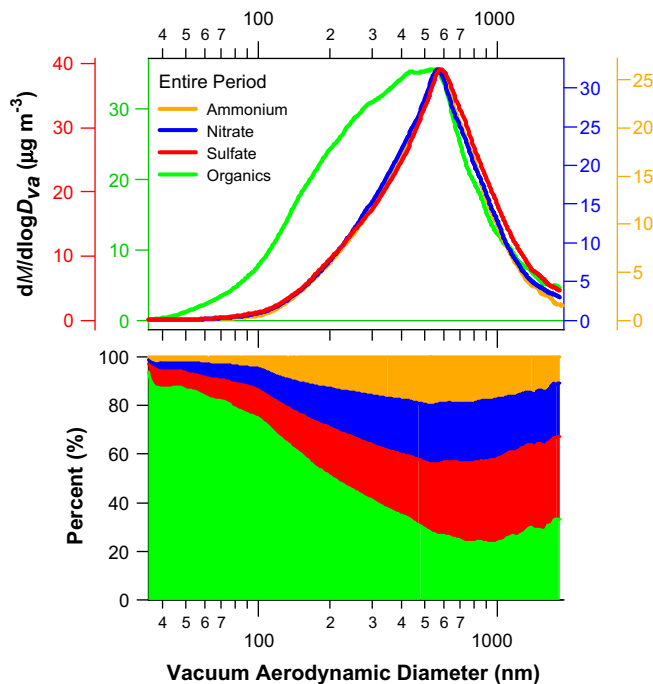 100 1000
4 5 6 7 2 3 4 5 6 7
40 30 20 10 0
30 20 10 0
30 25 20 15 10 5 0
25 20 15 10 5 0
dM/dlogDva (µg m-3)
Entire Period
Ammonium
Nitrate
Sulfate
Organics
100
80
60
40
20
0
Percent (%)
4 5 6 7 2 3 4 5 6 7
100 1000
Vacuum Aerodynamic Diameter (nm)